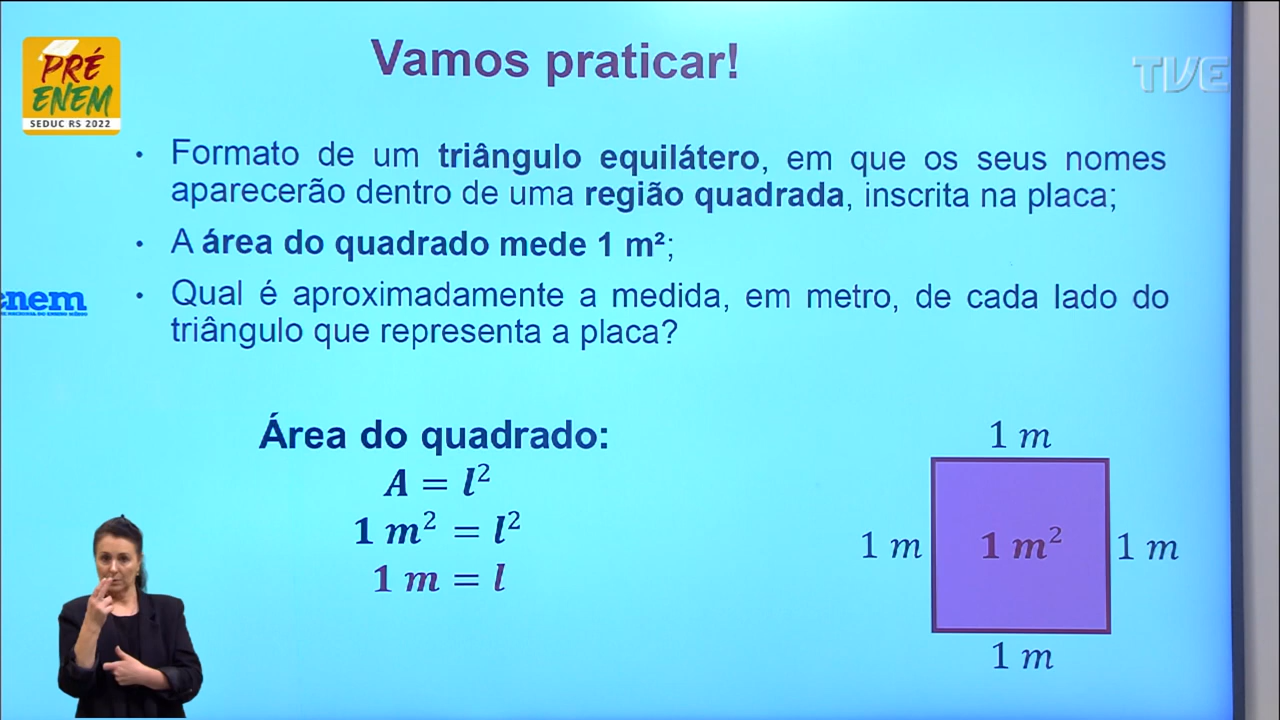 PRÉ
ENEM
SEDUC RS 2022
Vamos praticar!
TVE
• Formato de um triângulo equilátero, em que os seus nomes
aparecerão dentro de uma região quadrada, inscrita na placa;
• A área do quadrado mede 1 m²;
enem
• Qual é aproximadamente a medida, em metro, de cada lado do
triângulo que representa a placa?
Área do quadrado:
A = l²
1 m² = l²
1 m = l
1 m
1 m
1 m²
1 m
1 m